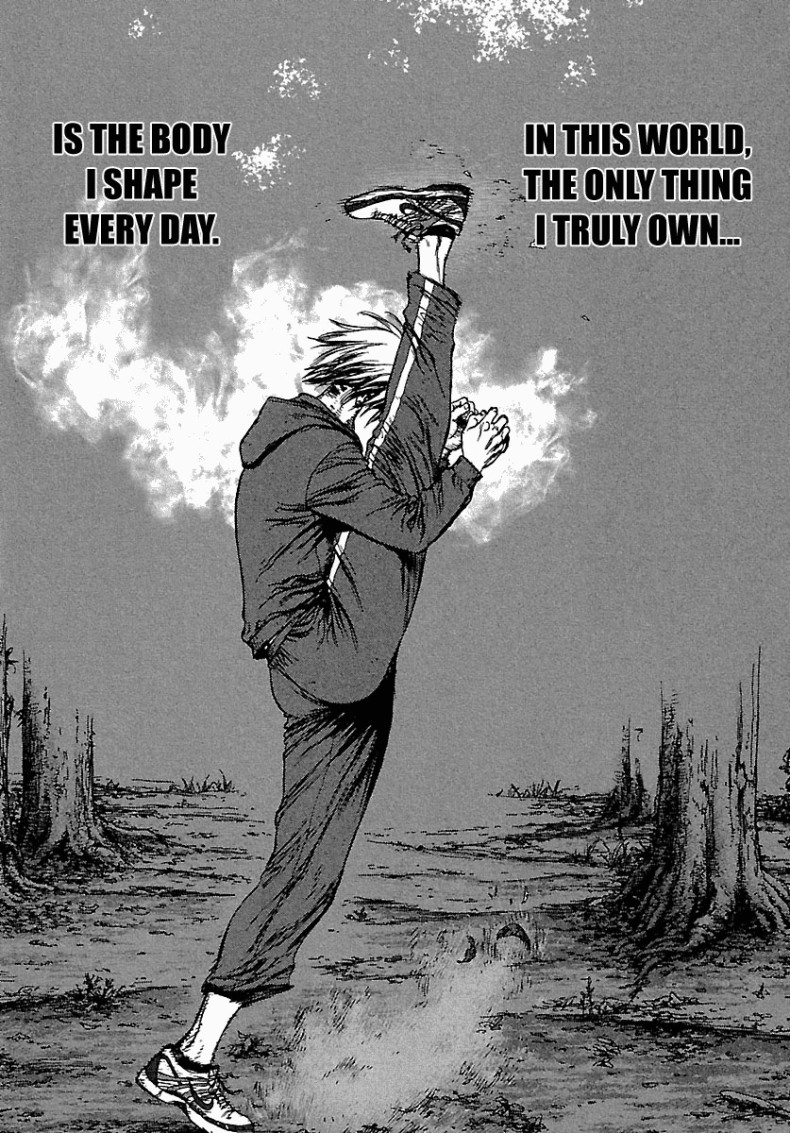 IN THIS WORLD,
THE ONLY THING
I TRULY OWN...
IS THE BODY
I SHAPE
EVERY DAY.